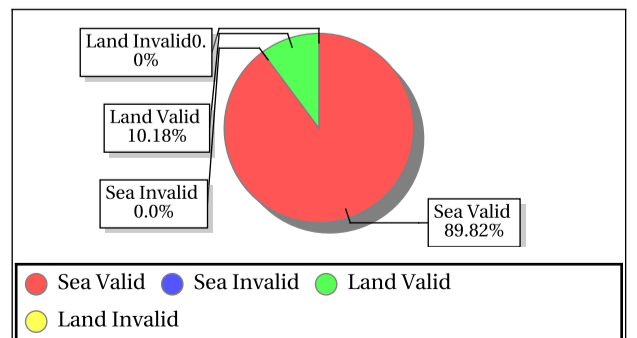 Land Invalid0.
0%
Land Valid
10.18%
Sea Invalid
0.0%
Sea Valid
89.82%
Sea Valid Sea Invalid Land Valid
Land Invalid